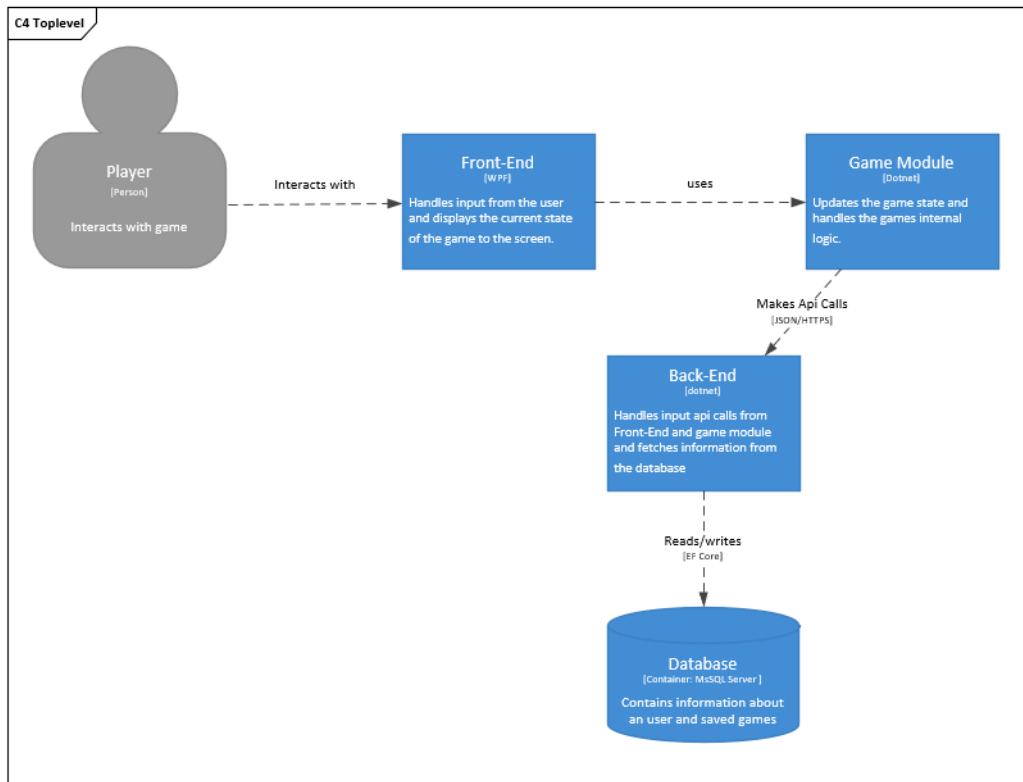 C4 Toplevel
Player
[Person]
Interacts with game
Interacts with
Front-End
[WPF]
Handles input from the user
and displays the current state
of the game to the screen.
uses
Game Module
[Dotnet]
Updates the game state and
handles the games internal
logic.
Makes Api Calls
[JSON/HTTPS]
Back-End
[dotnet]
Handles input api calls from
Front-End and game module
and fetches information from
the database
Reads/writes
[EF Core]
Database
[Container: MsSQL Server ]
Contains information about
an user and saved games